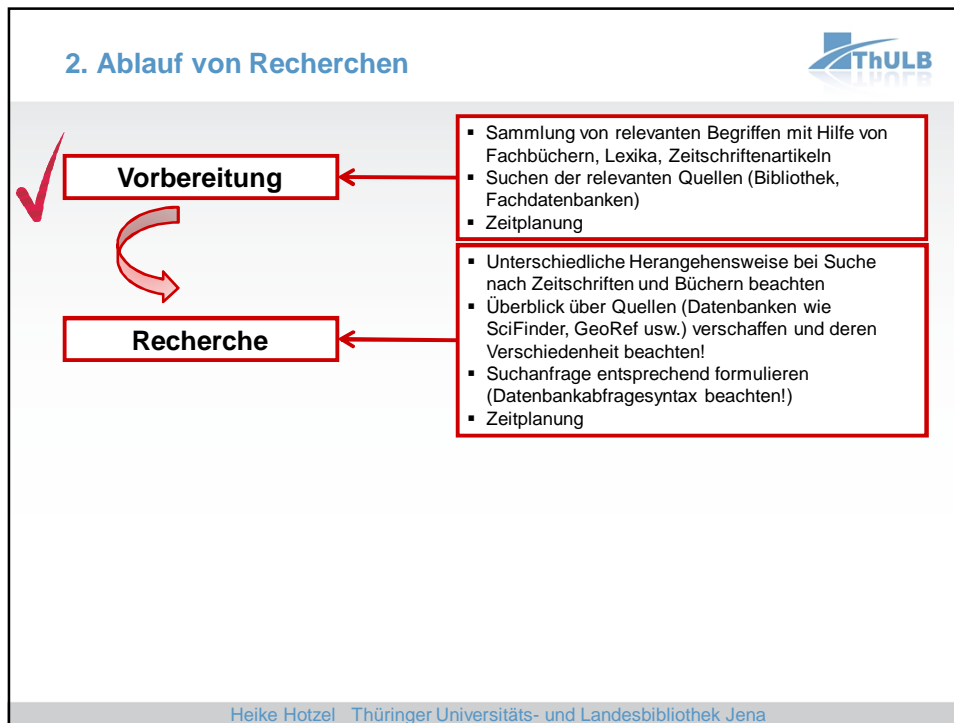 2. Ablauf von Recherchen
ThULB
Vorbereitung
▪ Sammlung von relevanten Begriffen mit Hilfe von
Fachbüchern, Lexika, Zeitschriftenartikeln
▪ Suchen der relevanten Quellen (Bibliothek,
Fachdatenbanken)
▪ Zeitplanung
Recherche
▪ Unterschiedliche Herangehensweise bei Suche
nach Zeitschriften und Büchern beachten
▪ Überblick über Quellen (Datenbanken wie
SciFinder, GeoRef usw.) verschaffen und deren
Verschiedenheit beachten!
▪ Suchanfrage entsprechend formulieren
(Datenbankabfragesyntax beachten!)
▪ Zeitplanung
Heike Hotzel Thüringer Universitäts- und Landesbibliothek Jena